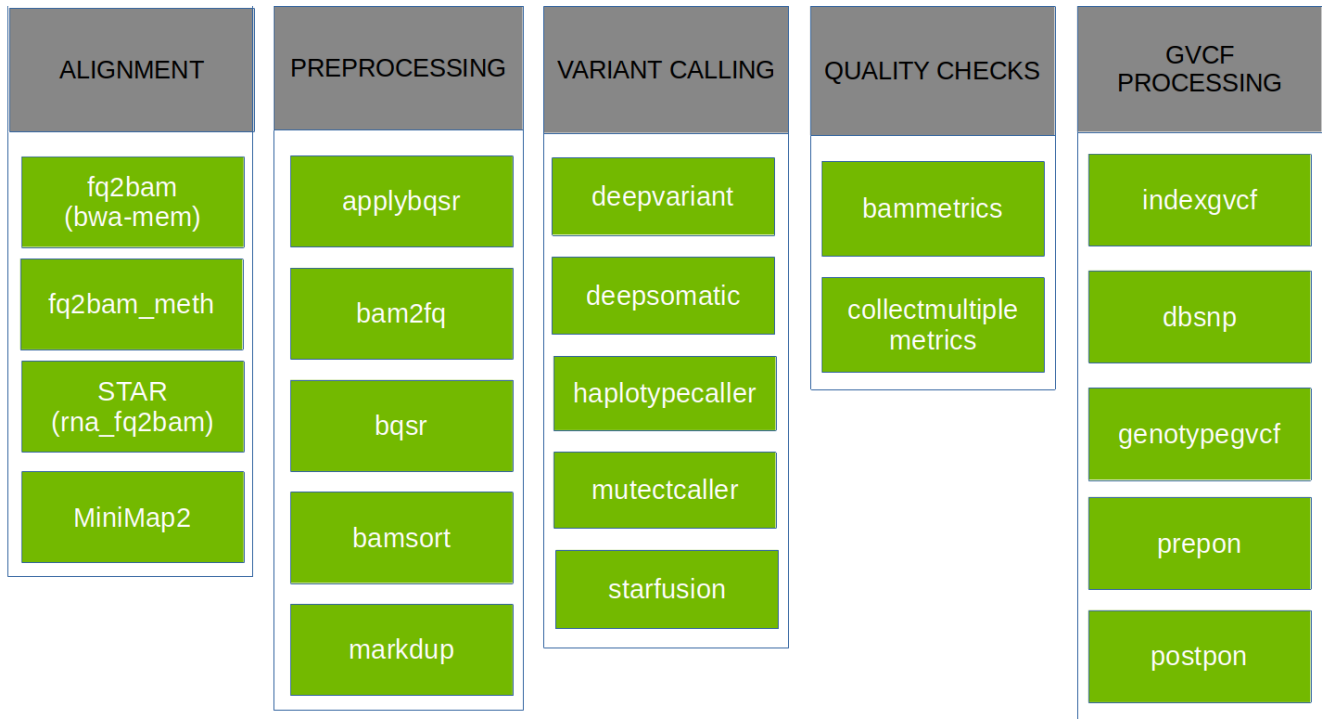 ALIGNMENT
fq2bam
(bwa-mem)
fq2bam_meth
STAR
(rna_fq2bam)
MiniMap2
PREPROCESSING
applybqsr
bam2fq
bqsr
bamsort
markdup
VARIANT CALLING
deepvariant
deepsomatic
haplotypecaller
mutectcaller
starfusion
QUALITY CHECKS
bammetrics
collectmultiple
metrics
GVCF
PROCESSING
indexgvcf
dbsnp
genotypegvcf
prepon
postpon